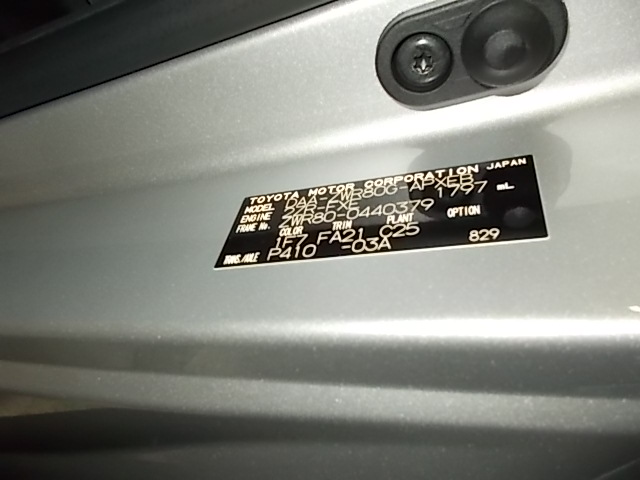 TOYOTA MOTOR CORPORATION JAPAN
MODEL DAA-ZWR80G-APXEB
ENGINE 2ZR-FXE 1797 mL
FRAME No. ZWR80-0440379
COLOR TRIM PLANT OPTION
1F7 FA21 C25
TRANS./AXLE P410 -03A 829